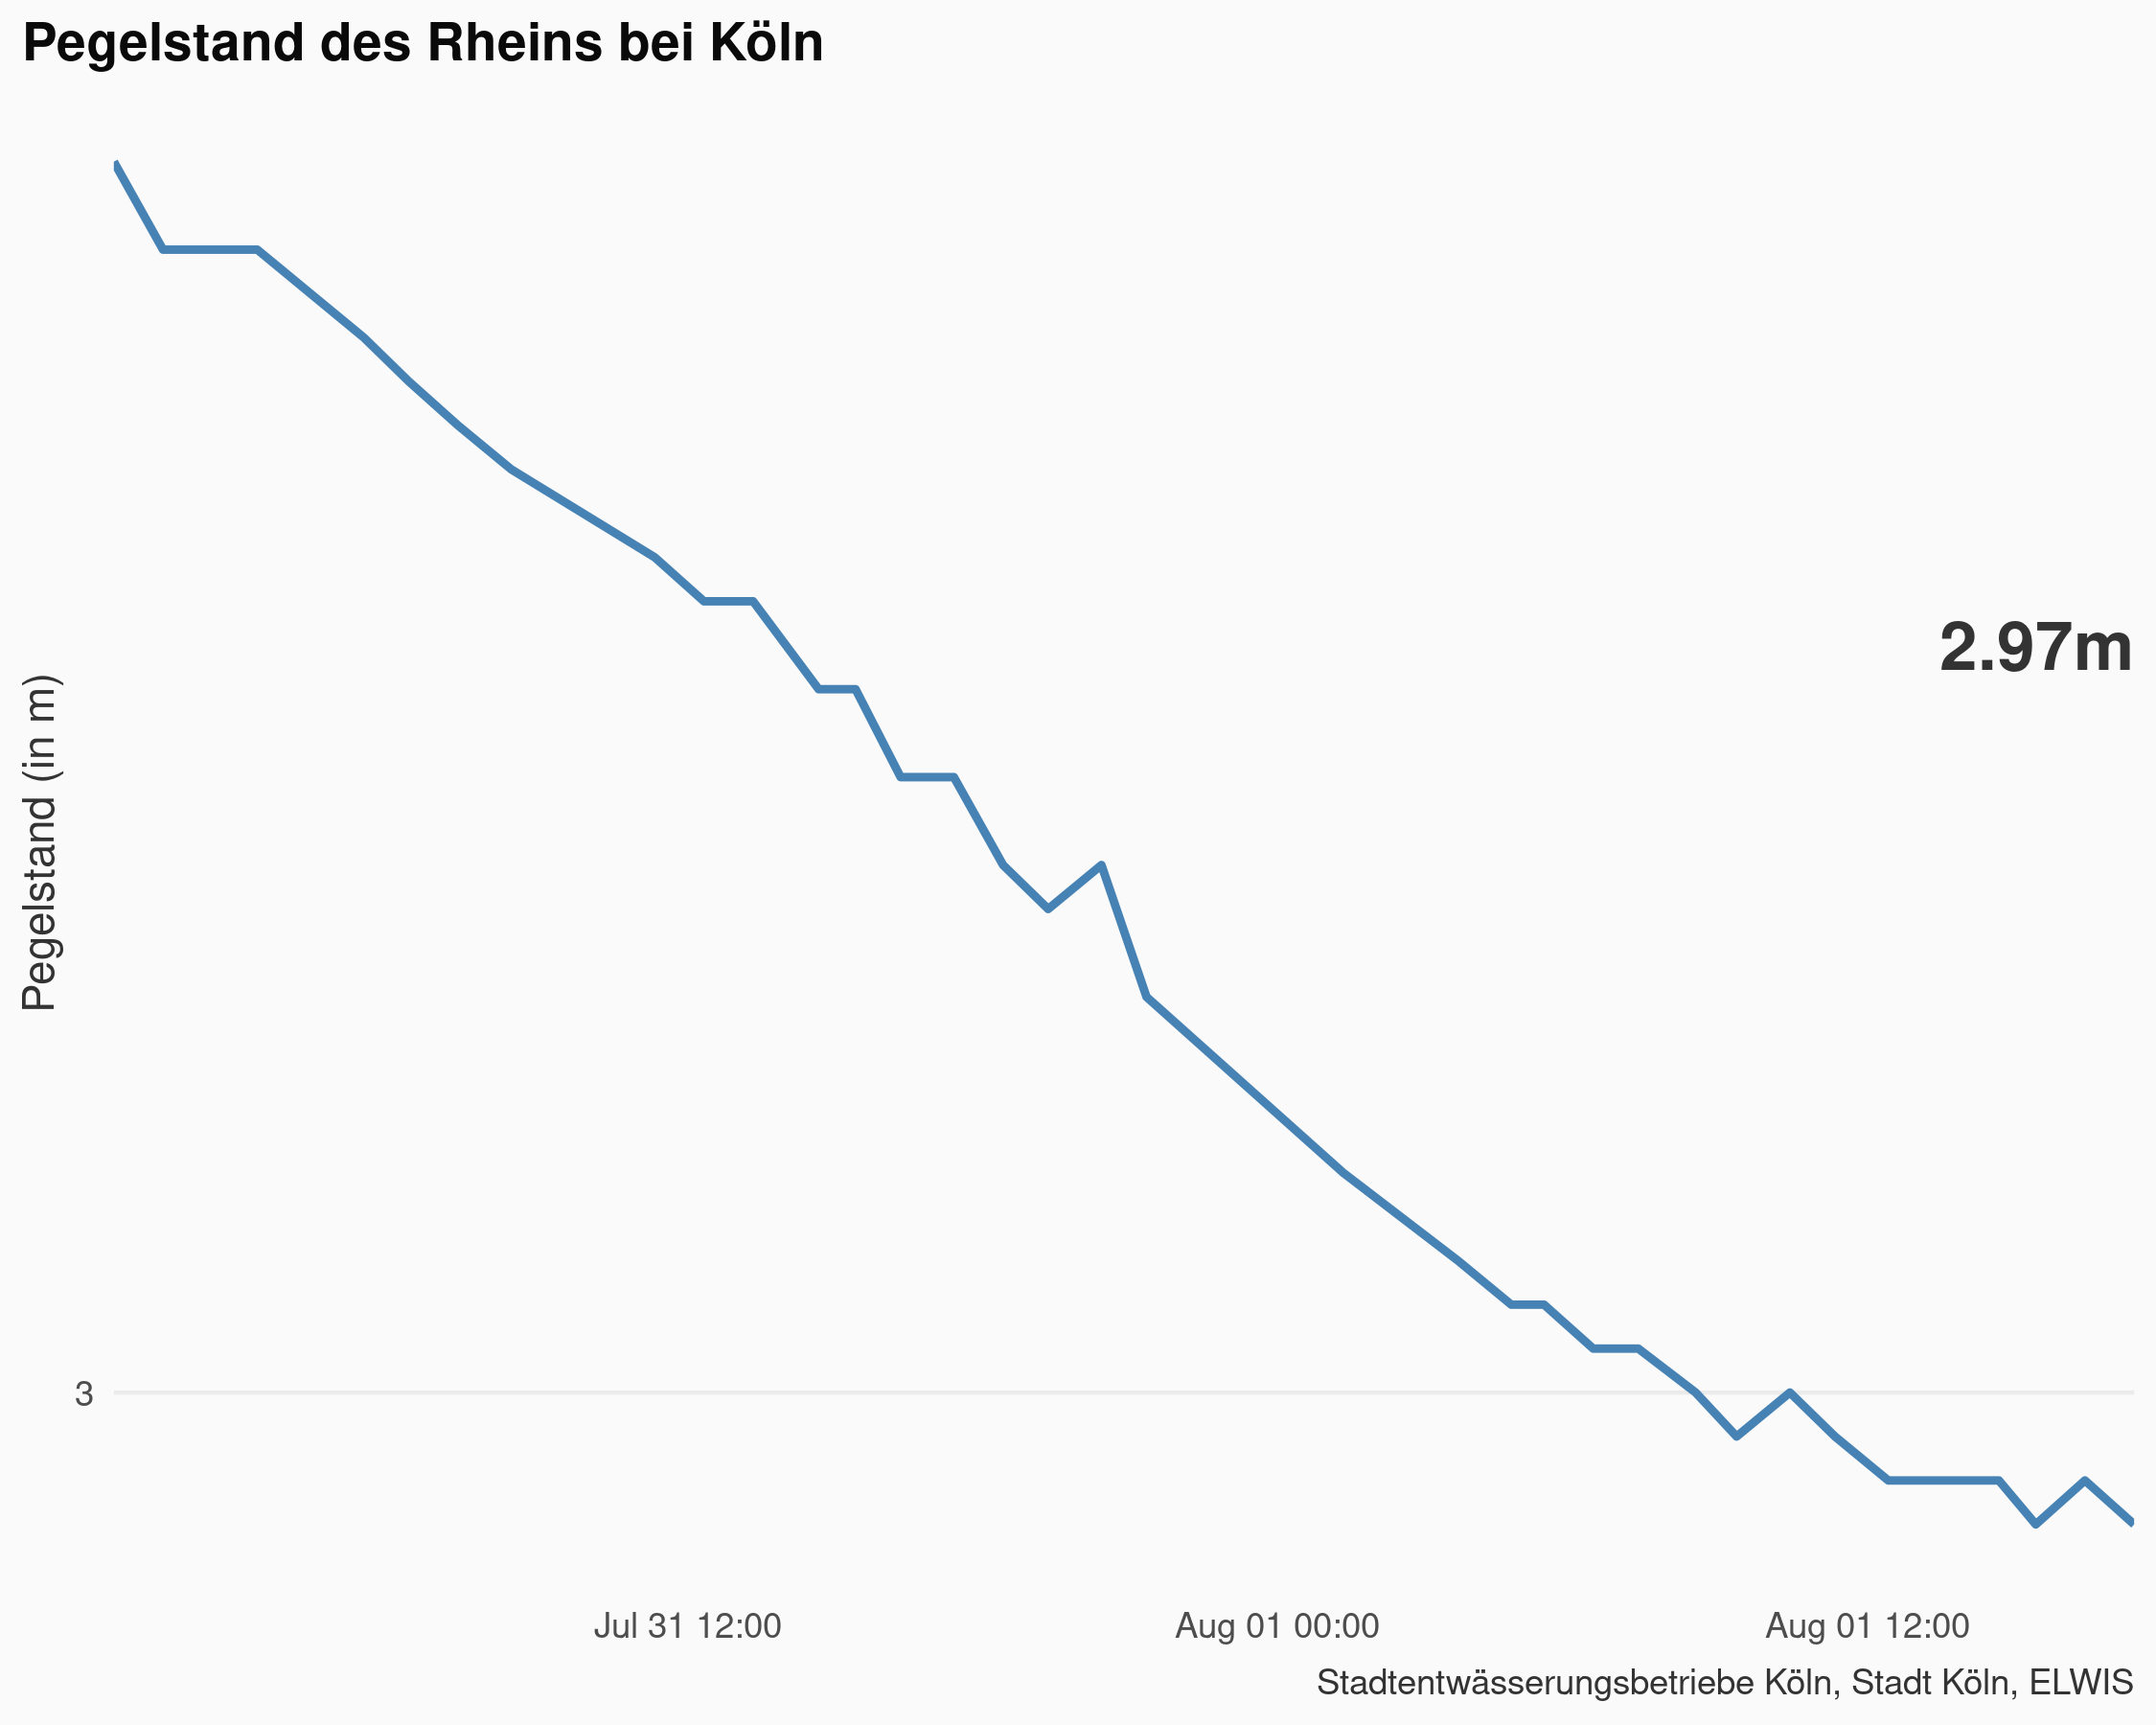 Pegelstand des Rheins bei Köln
2.97m
Pegelstand (in m)
3
Jul 31 12:00
Aug 01 00:00
Aug 01 12:00
Stadtentwässerungsbetriebe Köln, Stadt Köln, ELWIS